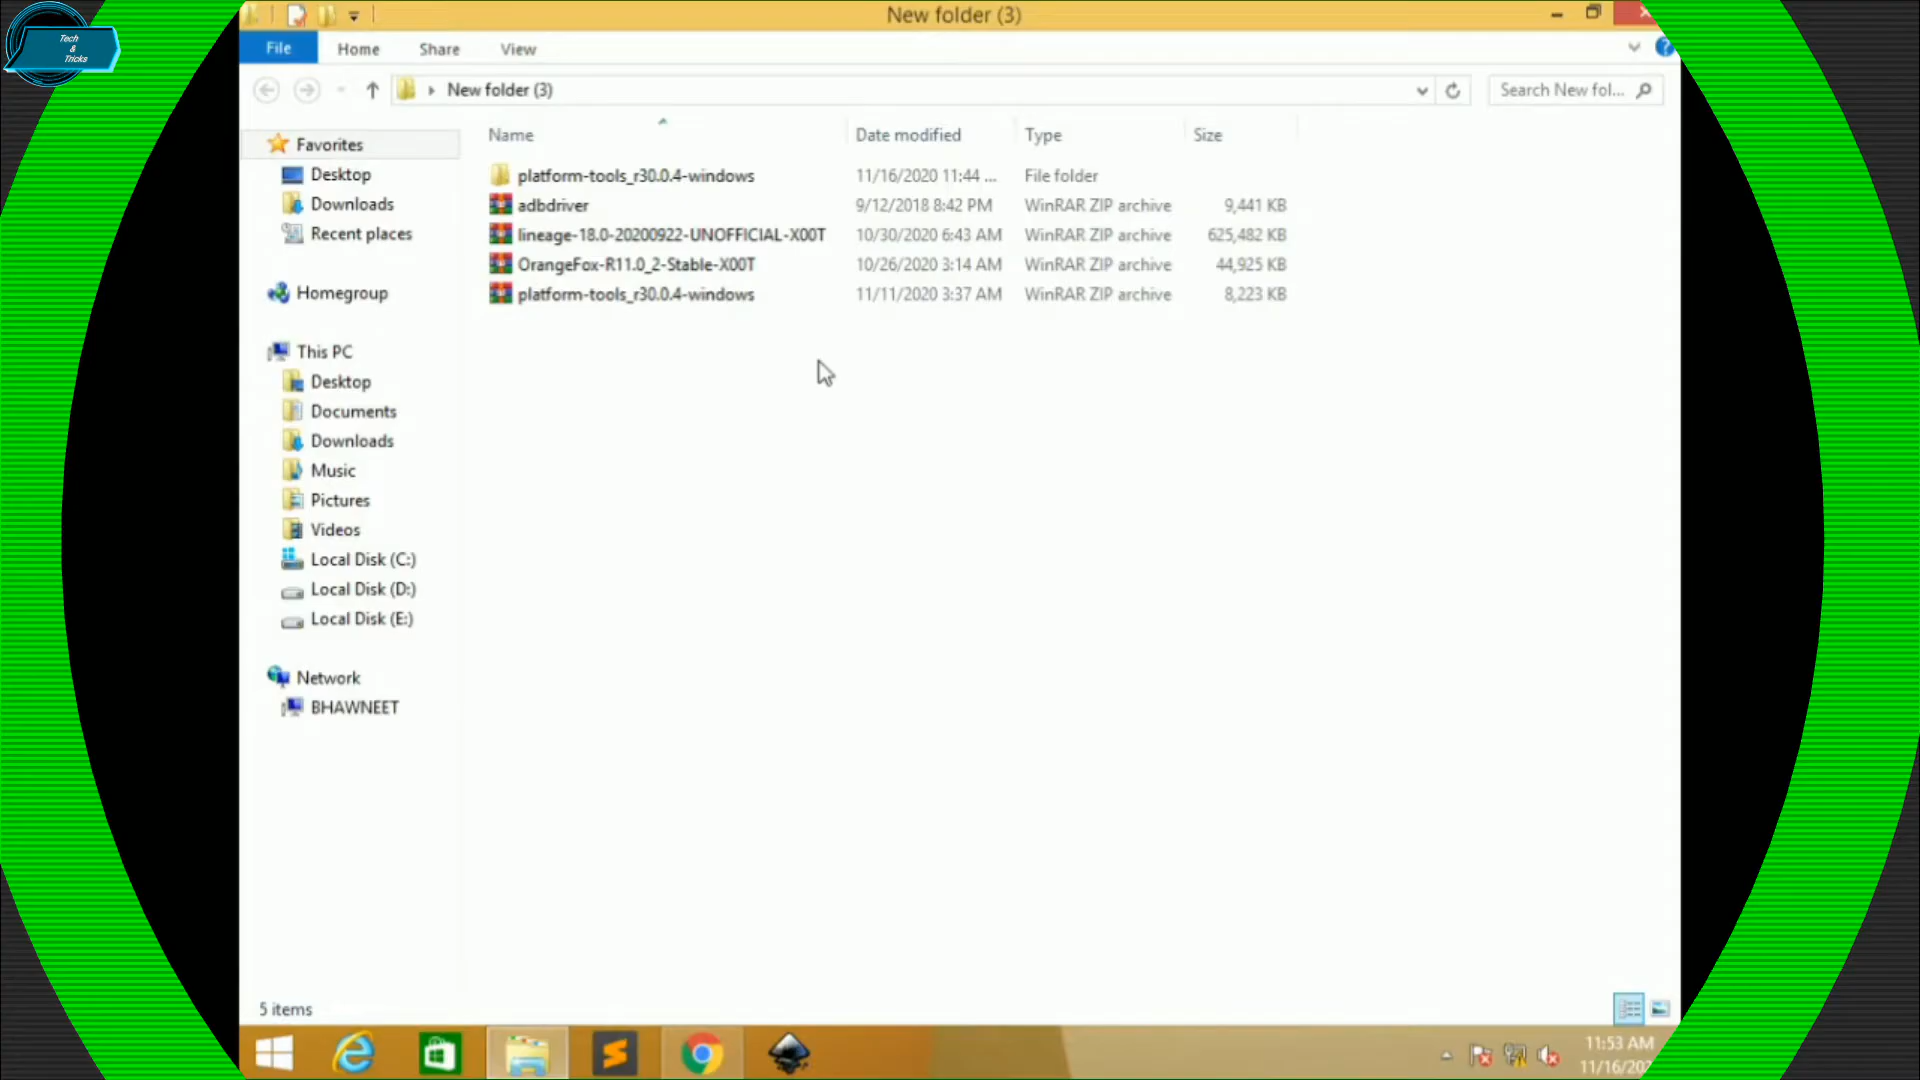 Tech
&
Tricks
New folder (3)
File Home Share View
New folder (3)
Search New fol...
Name Date modified Type Size
Favorites
Desktop
Downloads
Recent places
Homegroup
This PC
Desktop
Documents
Downloads
Music
Pictures
Videos
Local Disk (C:)
Local Disk (D:)
Local Disk (E:)
Network
BHAWNEET
platform-tools_r30.0.4-windows 11/16/2020 11:44 ... File folder
adbdriver 9/12/2018 8:42 PM WinRAR ZIP archive 9,441 KB
lineage-18.0-20200922-UNOFFICIAL-X00T 10/30/2020 6:43 AM WinRAR ZIP archive 625,482 KB
OrangeFox-R11.0_2-Stable-X00T 10/26/2020 3:14 AM WinRAR ZIP archive 44,925 KB
platform-tools_r30.0.4-windows 11/11/2020 3:37 AM WinRAR ZIP archive 8,223 KB
5 items
11:53 AM